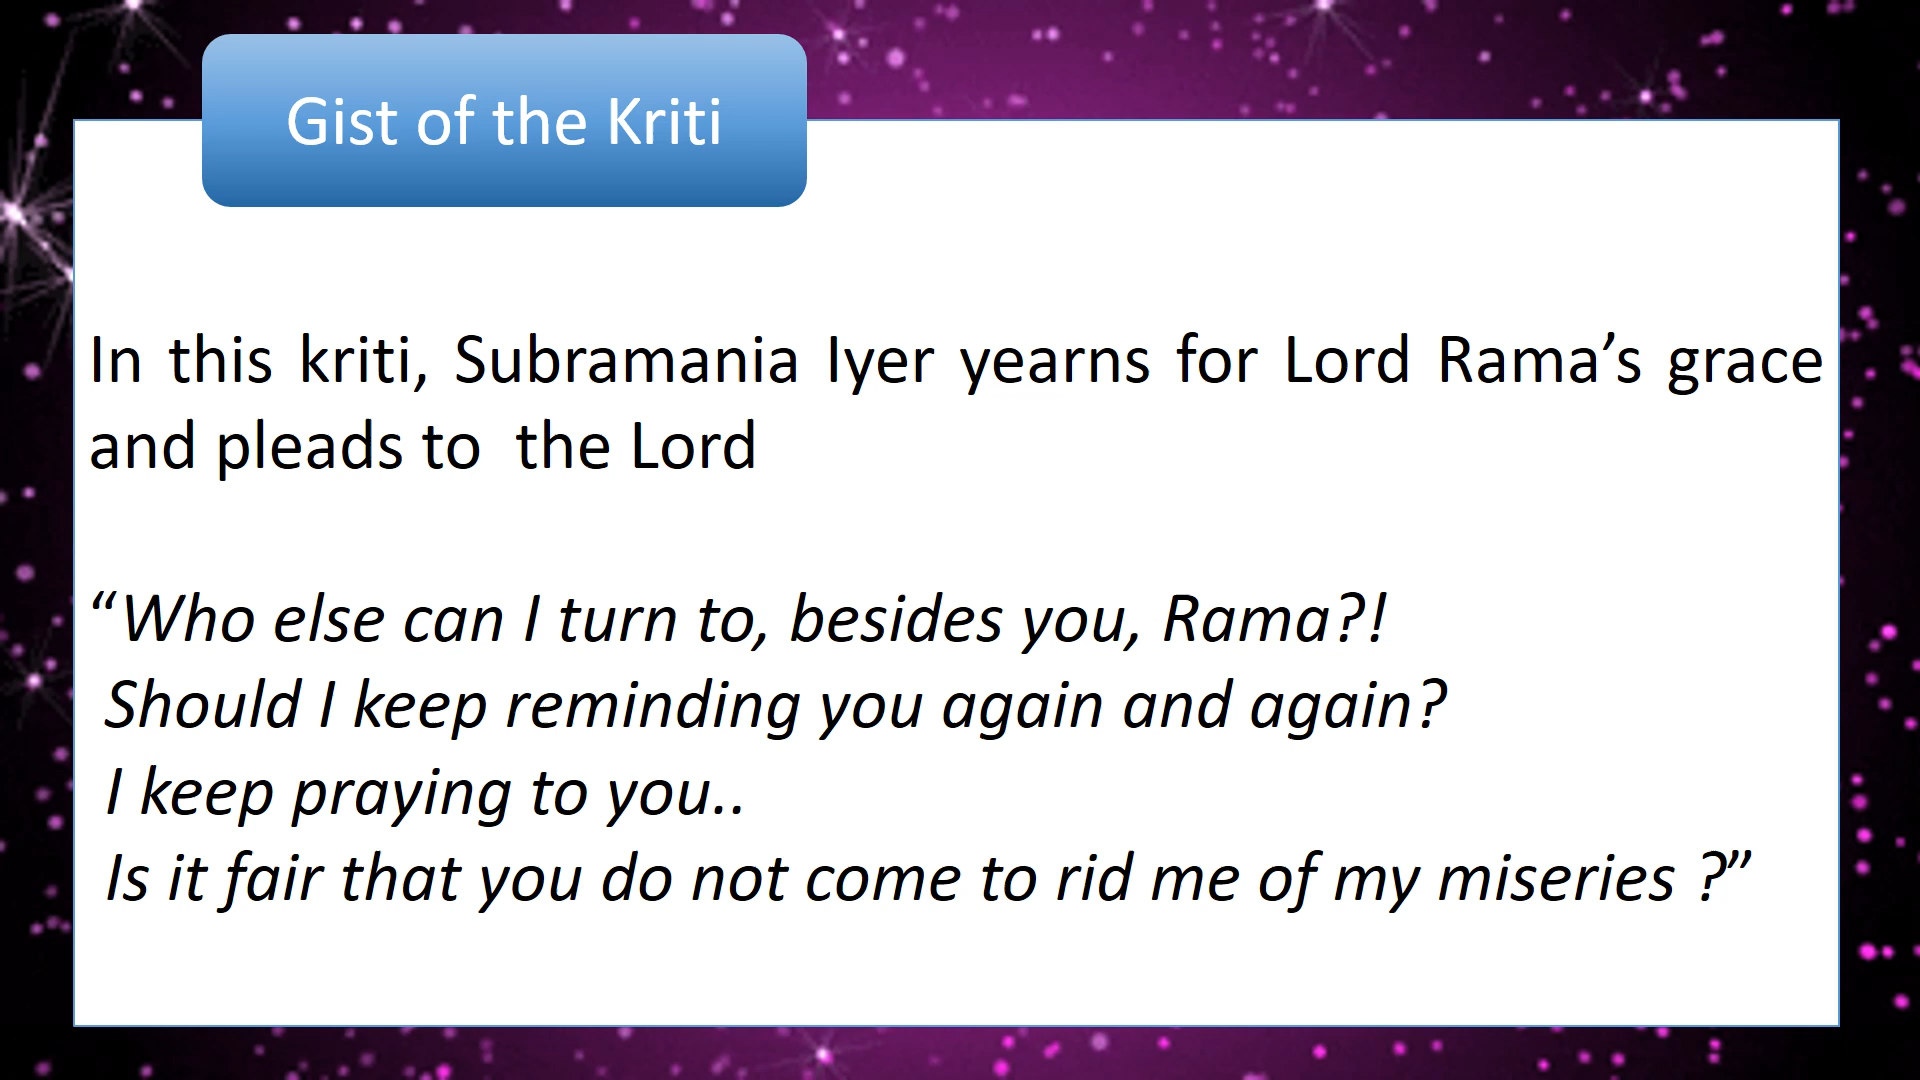 Gist of the Kriti
In this kriti, Subramania Iyer yearns for Lord Rama’s grace
and pleads to  the Lord
“Who else can I turn to, besides you, Rama?!
Should I keep reminding you again and again?
I keep praying to you..
Is it fair that you do not come to rid me of my miseries ?”